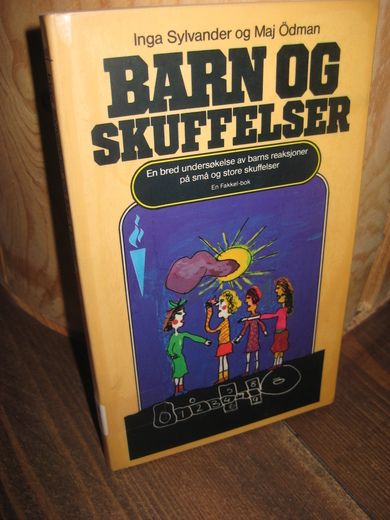 Inga Sylvander og Maj Ödman
BARN OG
SKUFFELSER
En bred undersøkelse av barns reaksjoner
på små og store skuffelser
En Fakkel-bok